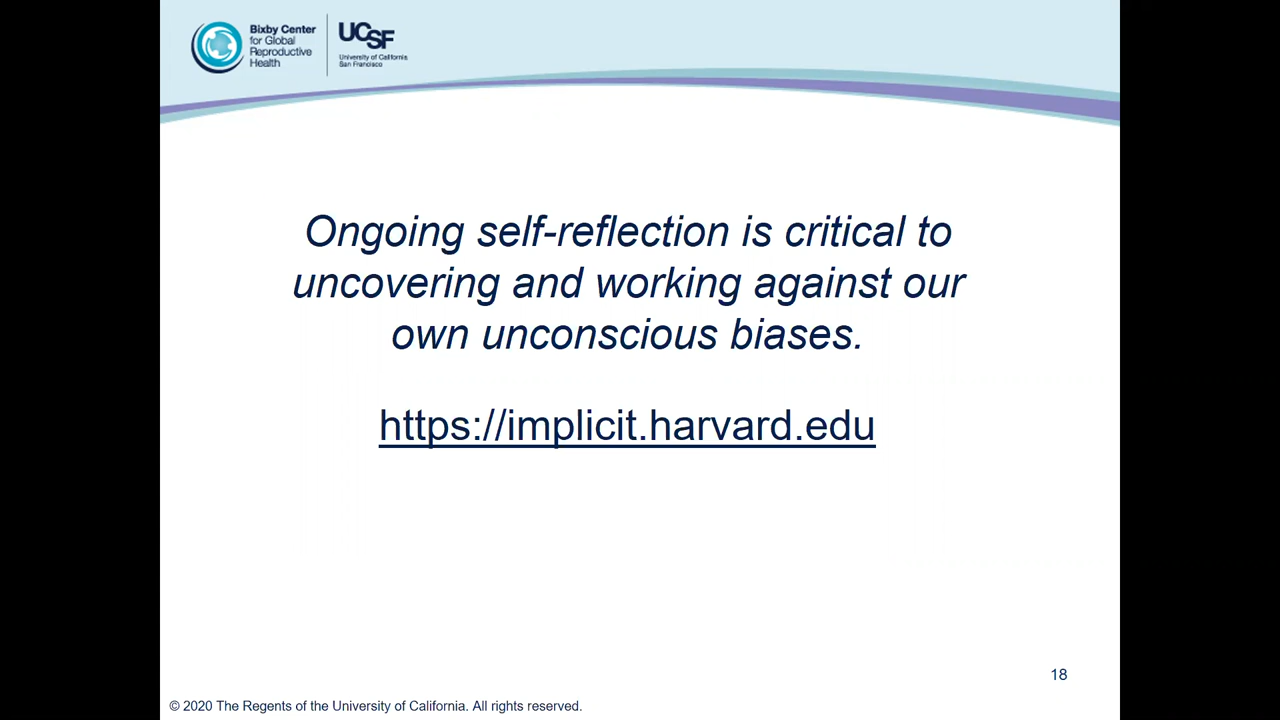 Bixby Center
for Global
Reproductive
Health
UCSF
University of California
San Francisco
Ongoing self-reflection is critical to
uncovering and working against our
own unconscious biases.
https://implicit.harvard.edu
18
© 2020 The Regents of the University of California. All rights reserved.